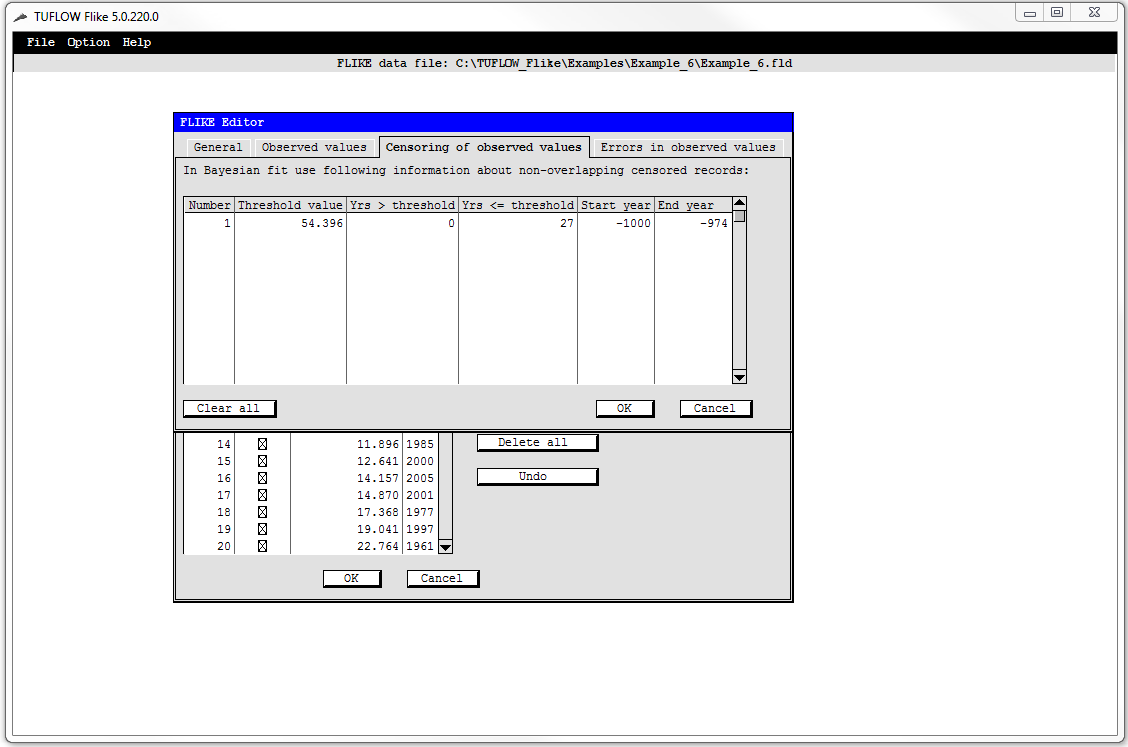 TUFLOW Flike 5.0.220.0
File Option Help
FLIKE data file: C:\TUFLOW_Flike\Examples\Example_6\Example_6.fld
FLIKE Editor
General Observed values Censoring of observed values Errors in observed values
In Bayesian fit use following information about non-overlapping censored records:
Number Threshold value Yrs > threshold Yrs <= threshold Start year End year
1 54.396 0 27 -1000 -974
Clear all OK Cancel
14 11.896 1985 Delete all
15 12.641 2000
16 14.157 2005 Undo
17 14.870 2001
18 17.368 1977
19 19.041 1997
20 22.764 1961
OK Cancel